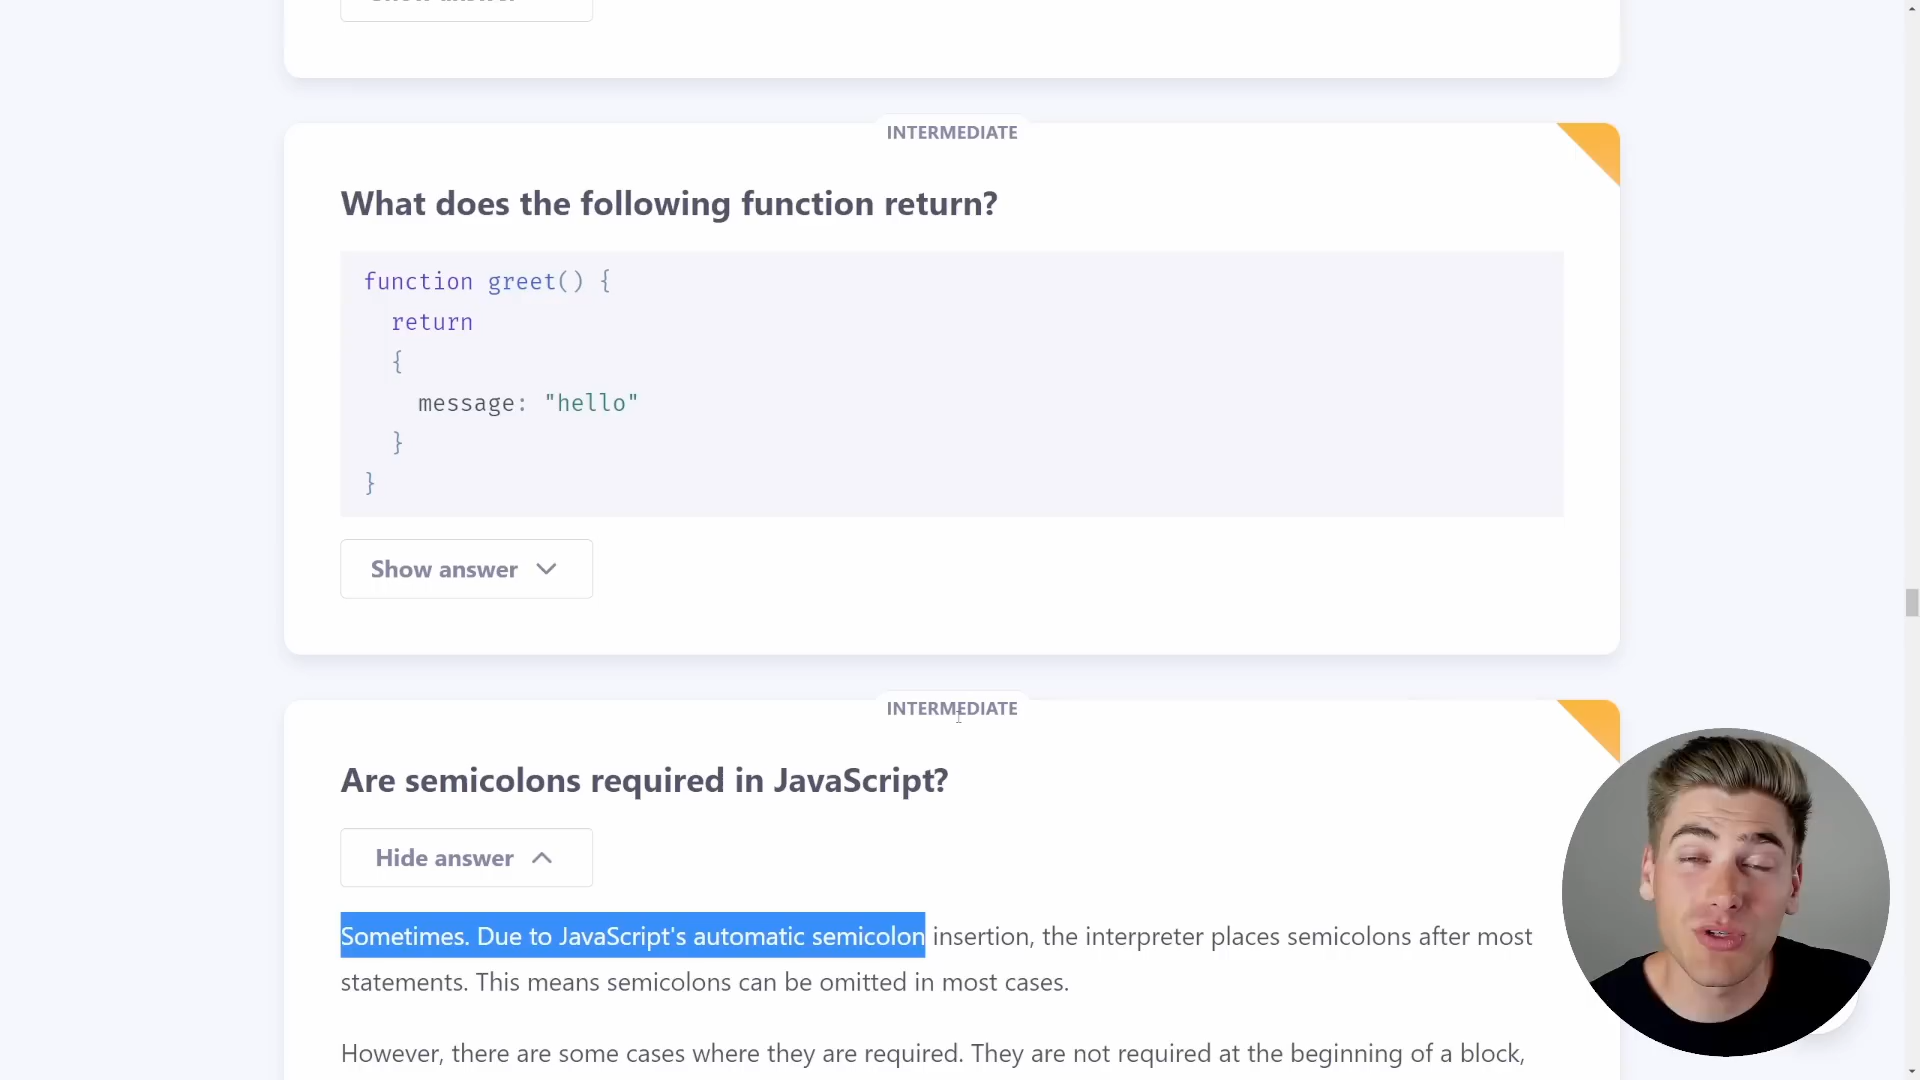 INTERMEDIATE
What does the following function return?
function greet() {
return
{
message: "hello"
}
}
Show answer
INTERMEDIATE
Are semicolons required in JavaScript?
Hide answer
Sometimes. Due to JavaScript's automatic semicolon insertion, the interpreter places semicolons after most
statements. This means semicolons can be omitted in most cases.
However, there are some cases where they are required. They are not required at the beginning of a block,